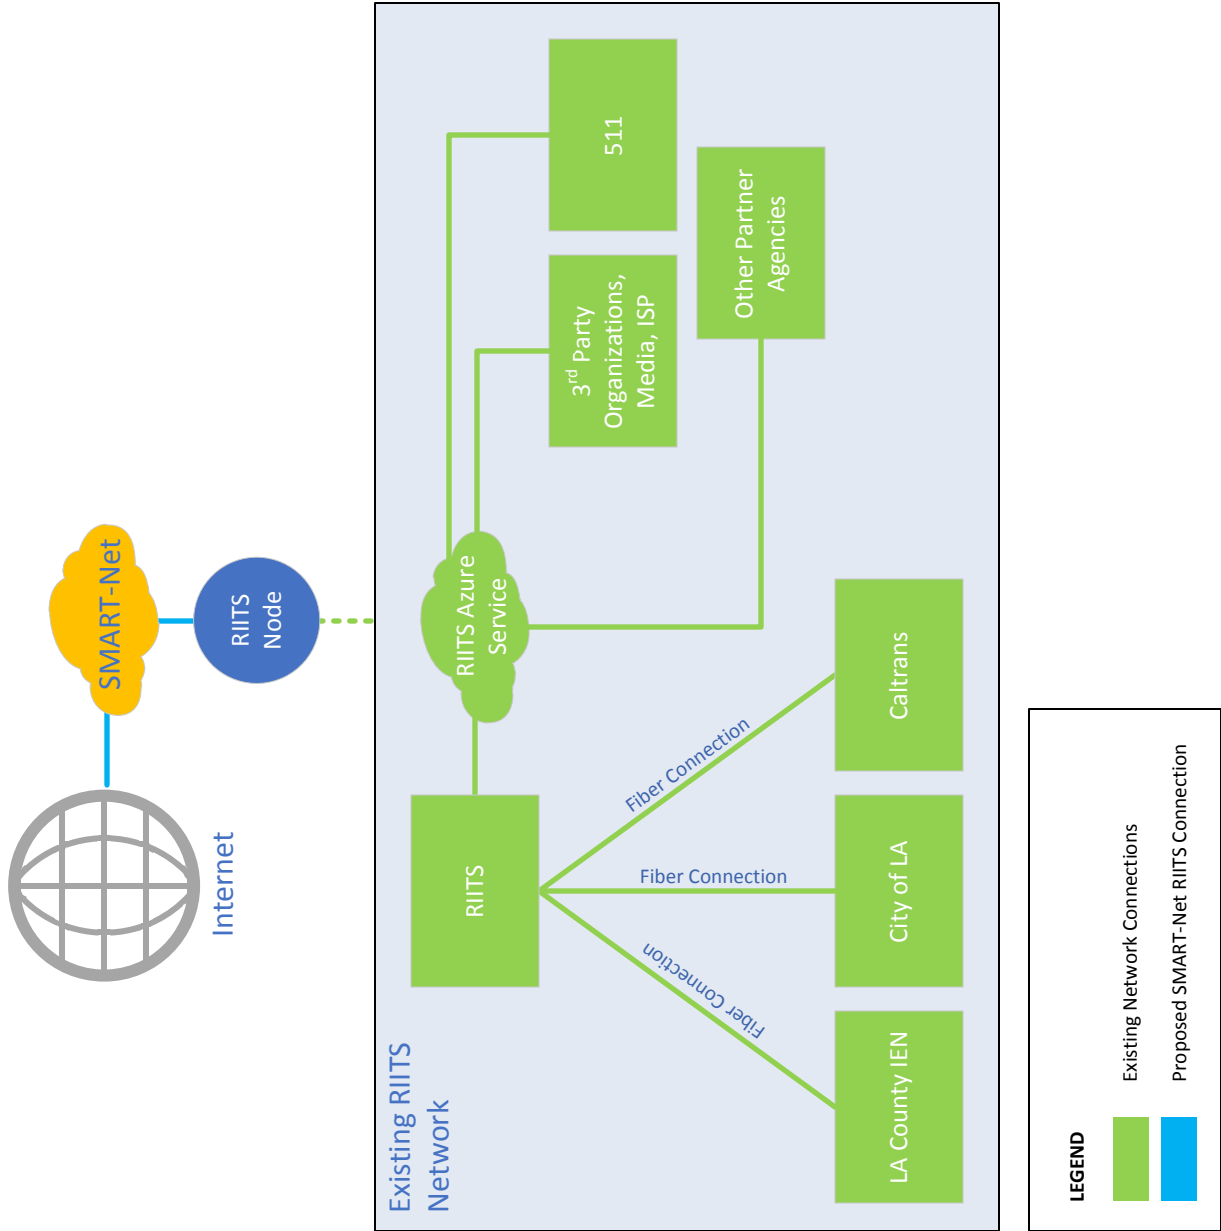 Internet
SMART-Net
RIITS
Node
Existing RIITS
Network
RIITS
RIITS Azure
Service
3rd Party
Organizations,
Media, ISP
511
Other Partner
Agencies
Fiber Connection
Fiber Connection
Fiber Connection
LA County IEN
City of LA
Caltrans
LEGEND
Existing Network Connections
Proposed SMART-Net RIITS Connection